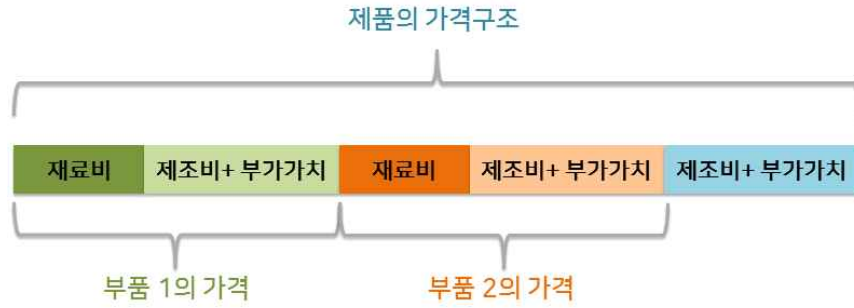 제품의 가격구조
재료비 제조비+ 부가가치 재료비 제조비+ 부가가치 제조비+ 부가가치
부품 1의 가격 부품 2의 가격